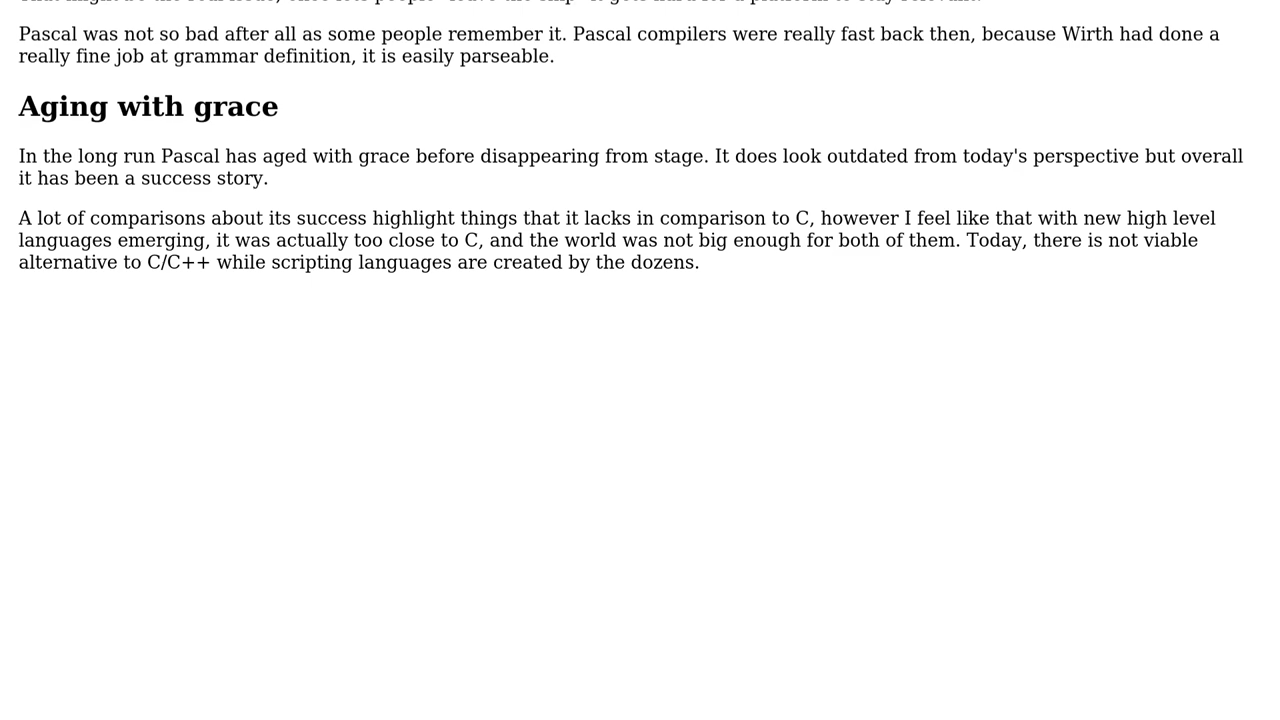 Pascal was not so bad after all as some people remember it. Pascal compilers were really fast back then, because Wirth had done a
really fine job at grammar definition, it is easily parseable.
Aging with grace
In the long run Pascal has aged with grace before disappearing from stage. It does look outdated from today's perspective but overall
it has been a success story.
A lot of comparisons about its success highlight things that it lacks in comparison to C, however I feel like that with new high level
languages emerging, it was actually too close to C, and the world was not big enough for both of them. Today, there is not viable
alternative to C/C++ while scripting languages are created by the dozens.